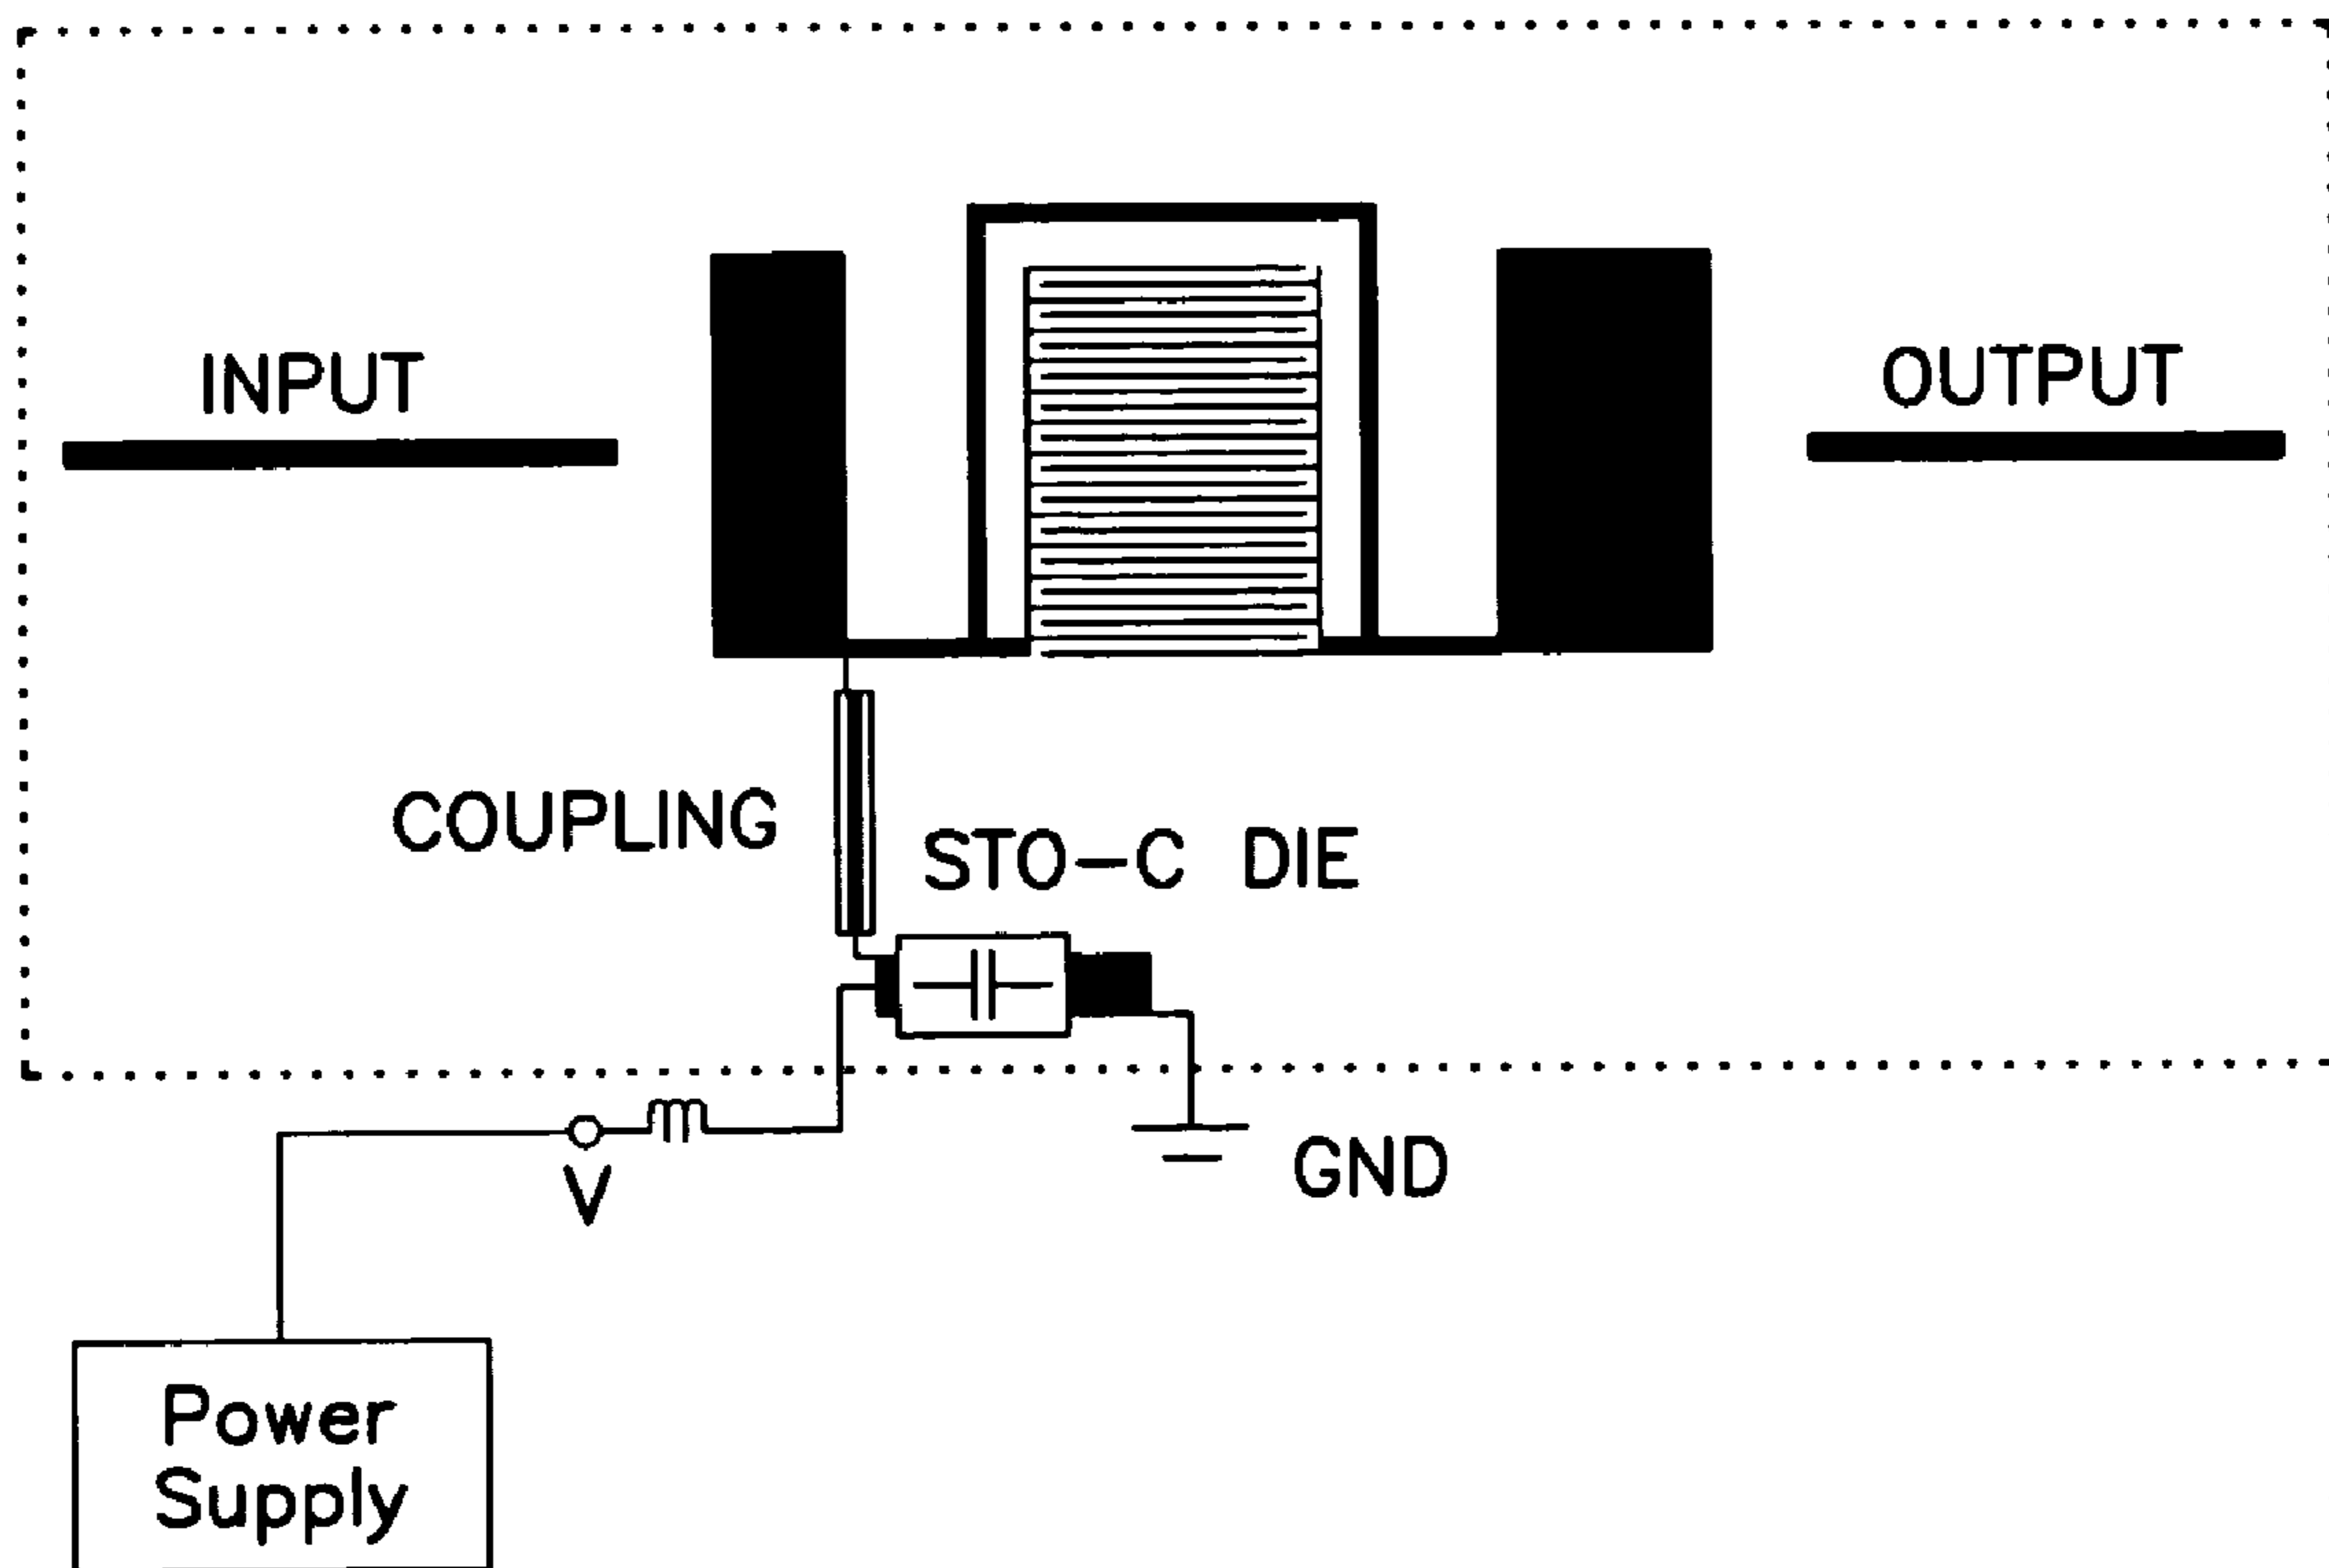 INPUT
OUTPUT
COUPLING
STO-C DIE
V
GND
Power
Supply